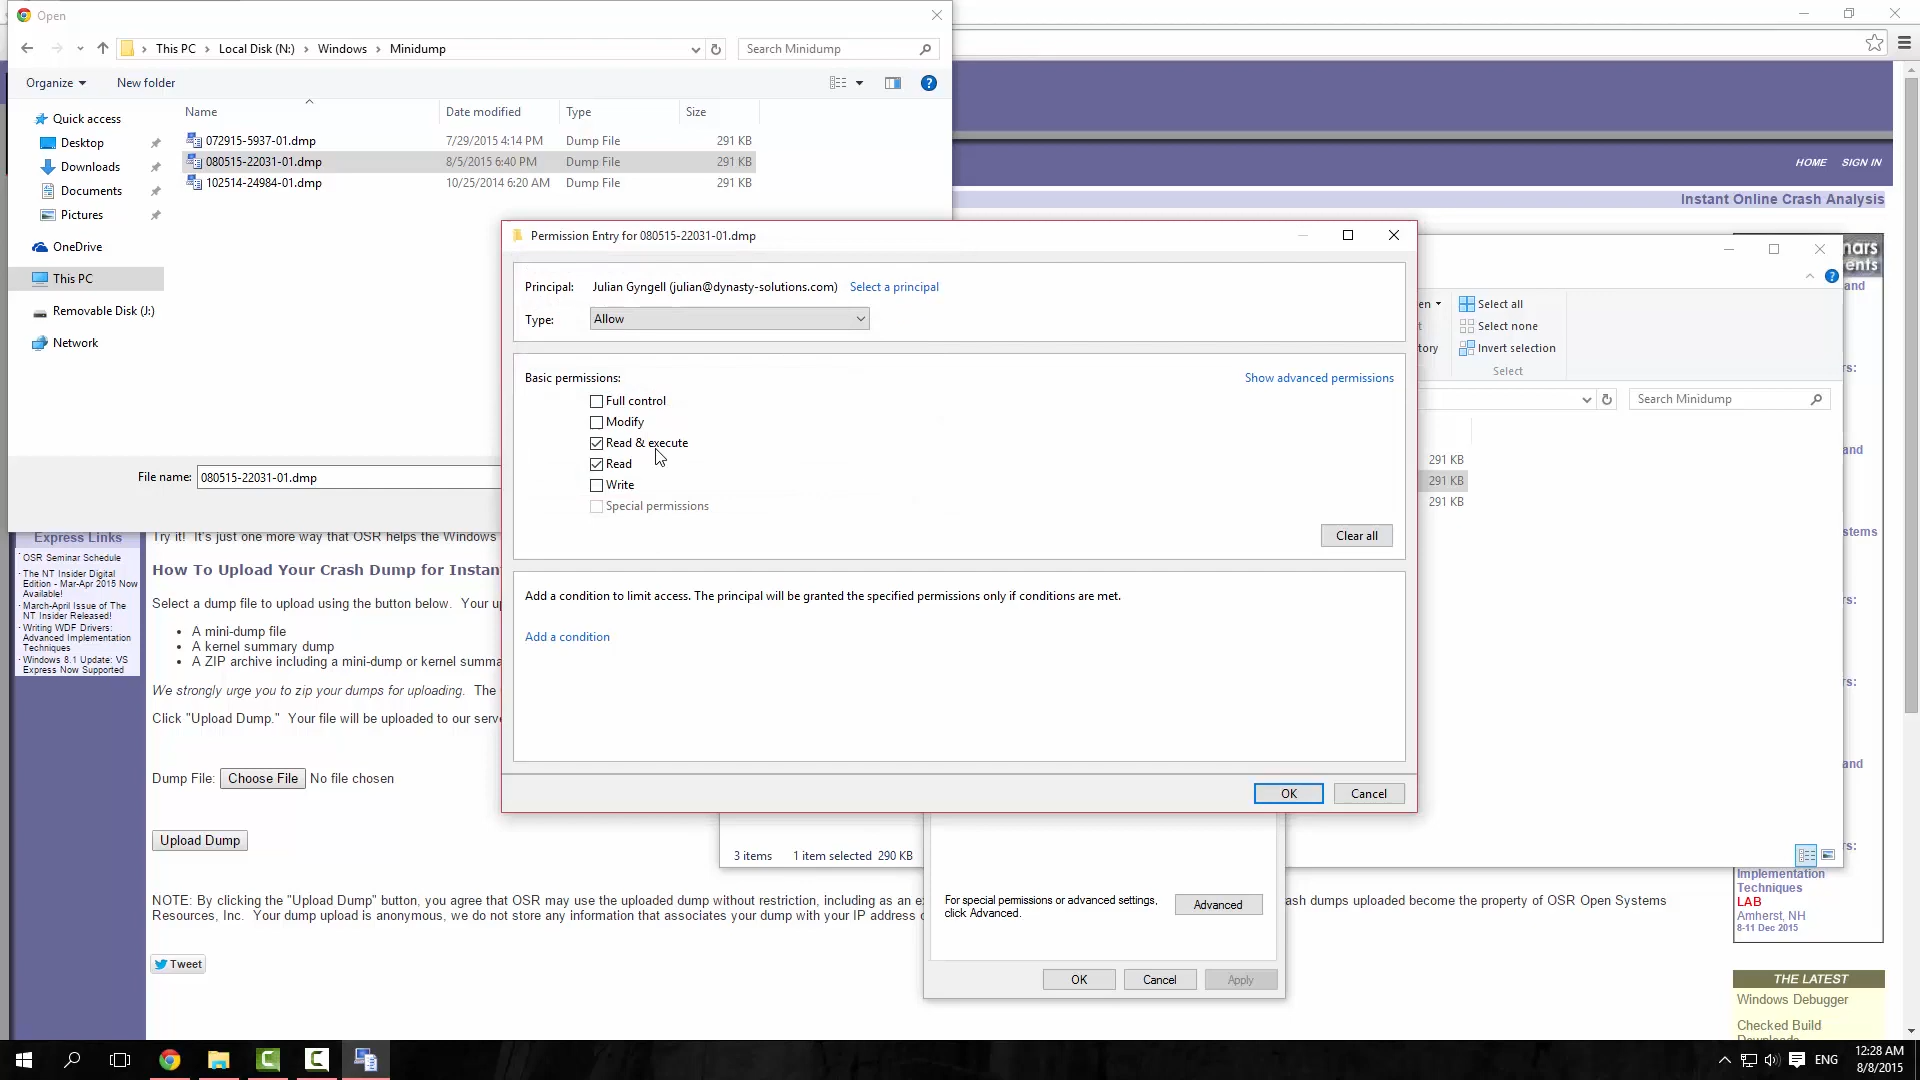 Open
This PC > Local Disk (N:) > Windows > Minidump
Search Minidump
Organize
New folder
Name
Date modified
Type
Size
Quick access
Desktop
Downloads
Documents
Pictures
OneDrive
This PC
Removable Disk (J:)
Network
072915-5937-01.dmp 7/29/2015 4:14 PM Dump File 291 KB
080515-22031-01.dmp 8/5/2015 6:40 PM Dump File 291 KB
102514-24984-01.dmp 10/25/2014 6:20 AM Dump File 291 KB
File name: 080515-22031-01.dmp
HOME SIGN IN
Instant Online Crash Analysis
Permission Entry for 080515-22031-01.dmp
Principal: Julian Gyngell (julian@dynasty-solutions.com) Select a principal
Type: Allow
Basic permissions:
Show advanced permissions
Full control
Modify
Read & execute
Read
Write
Special permissions
Clear all
Add a condition to limit access. The principal will be granted the specified permissions only if conditions are met.
Add a condition
OK Cancel
Select all
Select none
Invert selection
Select
Search Minidump
291 KB
291 KB
291 KB
Express Links
OSR Seminar Schedule
The NT Insider Digital
Edition - Mar-Apr 2015 Now
Available!
March-April Issue of The
NT Insider Released!
Writing WDF Drivers:
Advanced Implementation
Techniques
Windows 8.1 Update: VS
Express Now Supported
Try it! It's just one more way that OSR helps the Windows
How To Upload Your Crash Dump for Instan
Select a dump file to upload using the button below. Your up
A mini-dump file
A kernel summary dump
A ZIP archive including a mini-dump or kernel summa
We strongly urge you to zip your dumps for uploading. The
Click "Upload Dump." Your file will be uploaded to our serve
Dump File: Choose File No file chosen
Upload Dump
3 items 1 item selected 290 KB
For special permissions or advanced settings,
click Advanced.
Advanced
OK Cancel Apply
NOTE: By clicking the "Upload Dump" button, you agree that OSR may use the uploaded dump without restriction, including as an ex
ash dumps uploaded become the property of OSR Open Systems
Resources, Inc. Your dump upload is anonymous, we do not store any information that associates your dump with your IP address o
Tweet
Implementation
Techniques
LAB
Amherst, NH
8-11 Dec 2015
THE LATEST
Windows Debugger
Checked Build
ENG
12:28 AM
8/8/2015